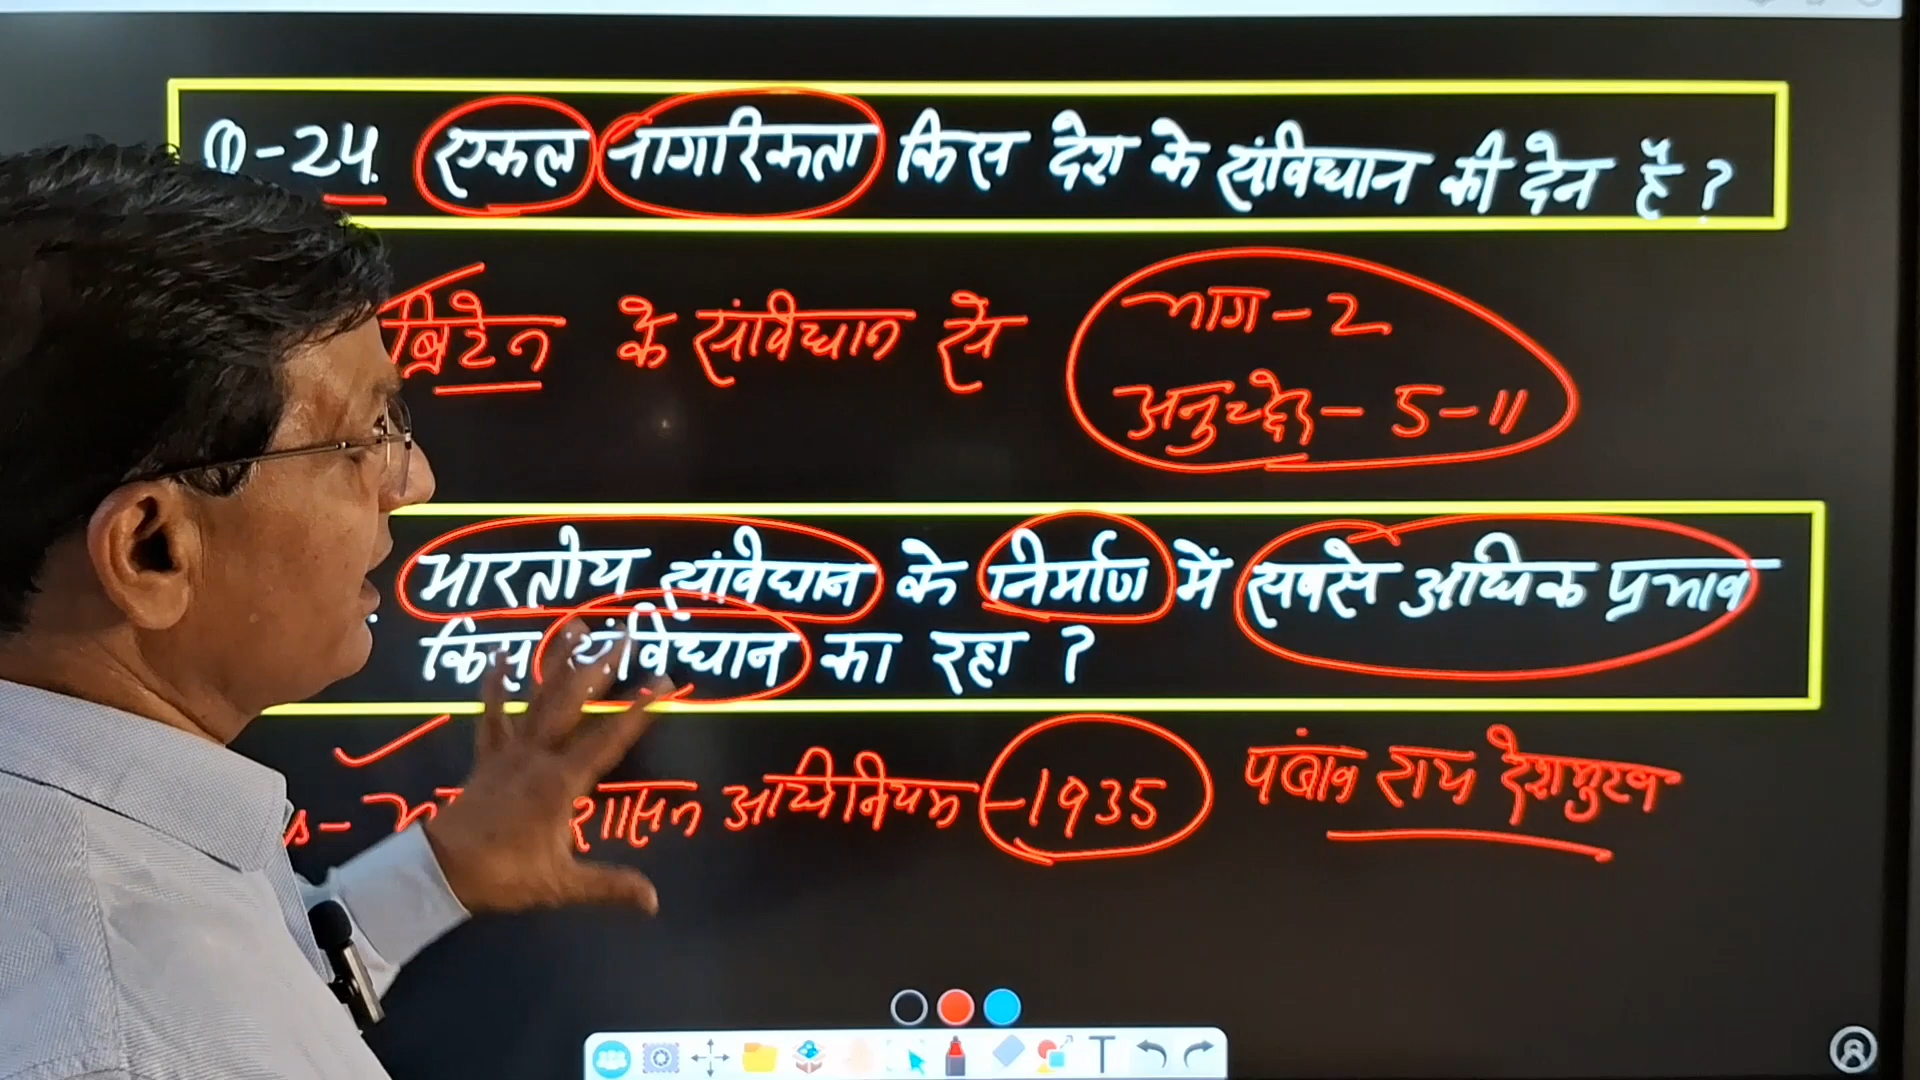 Q-24. एकल नागरिकता किस देश के संविधान की देन है ?
ब्रिटेन के संविधान से
भाग-2
अनुच्छेद- 5-11
भारतीय संविधान के निर्माण में सबसे अधिक प्रभाव
किस संविधान का रहा ?
शासन अधिनियम -1935 पंजाब राय देशमुख
T